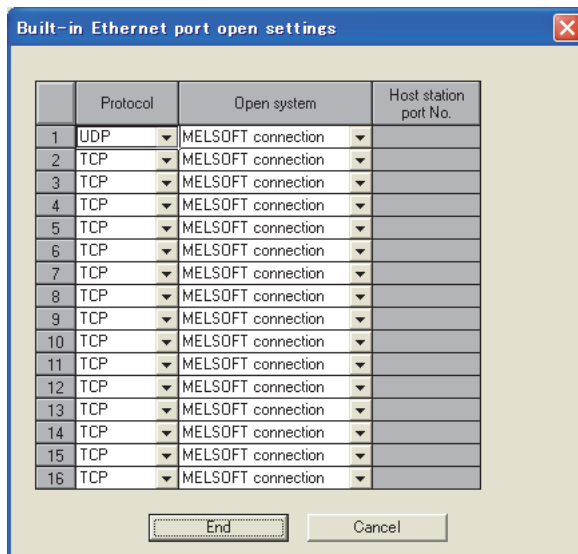 Built-in Ethernet port open settings
Protocol Open system Host station port No.
1 UDP MELSOFT connection
2 TCP MELSOFT connection
3 TCP MELSOFT connection
4 TCP MELSOFT connection
5 TCP MELSOFT connection
6 TCP MELSOFT connection
7 TCP MELSOFT connection
8 TCP MELSOFT connection
9 TCP MELSOFT connection
10 TCP MELSOFT connection
11 TCP MELSOFT connection
12 TCP MELSOFT connection
13 TCP MELSOFT connection
14 TCP MELSOFT connection
15 TCP MELSOFT connection
16 TCP MELSOFT connection
End Cancel